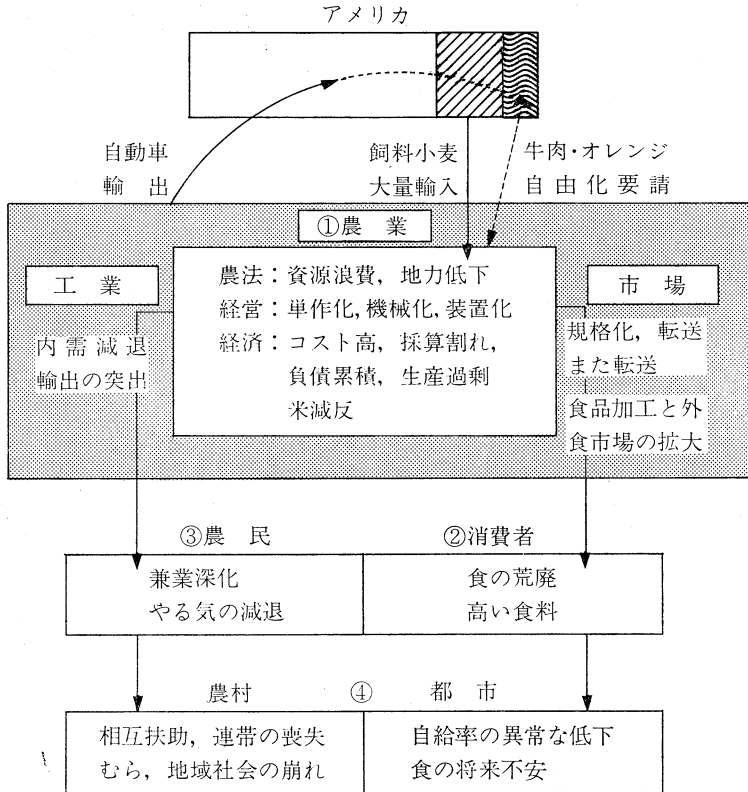 アメリカ
自動車
輸出
飼料小麦
大量輸入
牛肉・オレンジ
自由化要請
①農業
工業
市場
農法：資源浪費，地力低下
経営：単作化，機械化，装置化
経済：コスト高，採算割れ，
負債累積，生産過剰
米減反
内需減退
輸出の突出
規格化，転送
また転送
食品加工と外
食市場の拡大
③農民
②消費者
兼業深化
やる気の減退
食の荒廃
高い食料
農村
④
都市
相互扶助，連帯の喪失
むら，地域社会の崩れ
自給率の異常な低下
食の将来不安